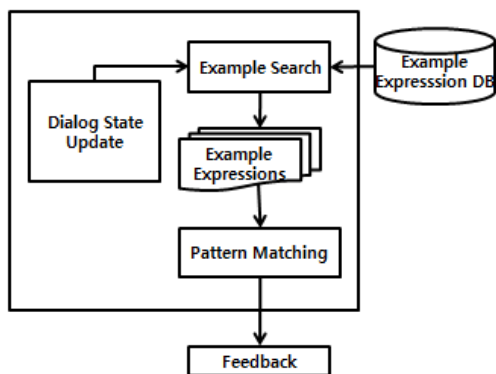 Example Search
Example
Expresssion DB
Dialog State
Update
Example
Expressions
Pattern Matching
Feedback